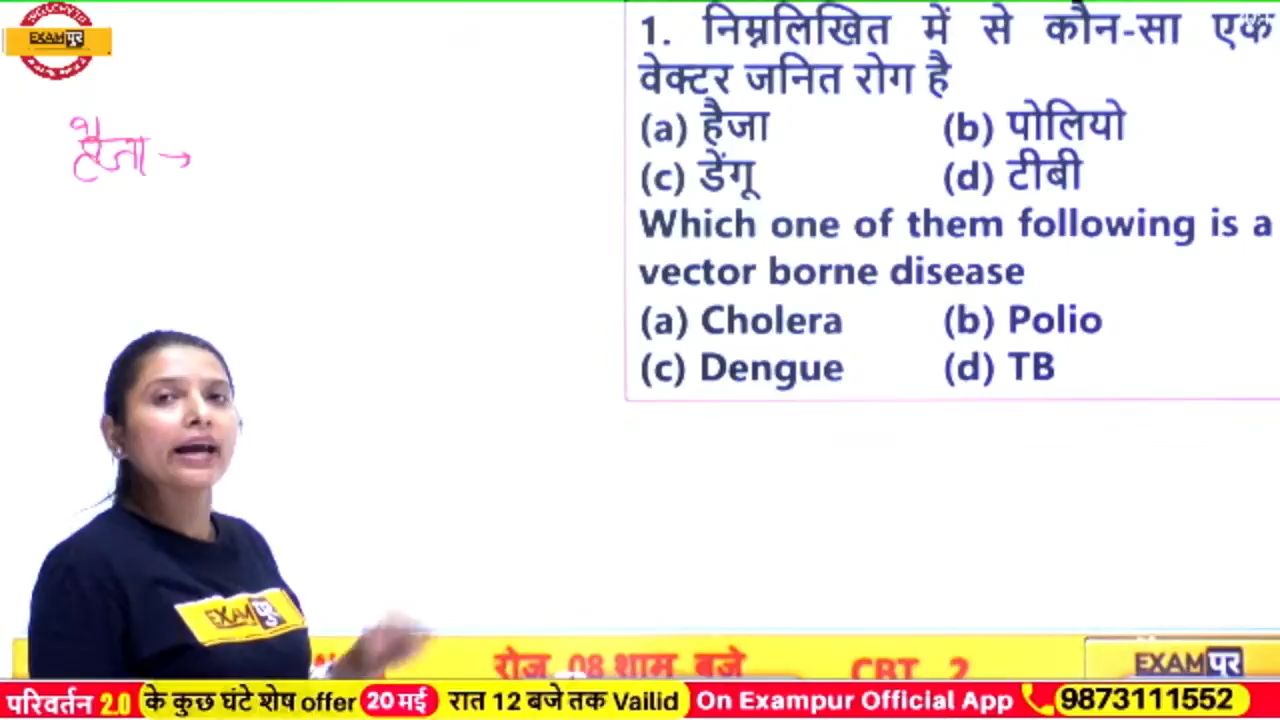 EXAMपुर
1. निम्नलिखित में से कौन-सा एक
वेक्टर जनित रोग है
(a) हैजा (b) पोलियो
(c) डेंगू (d) टीबी
Which one of them following is a
vector borne disease
(a) Cholera (b) Polio
(c) Dengue (d) TB
हैजा →
EXAMपुर
रोज 08 शाम बजे CBT 2 EXAMपुर
परिवर्तन 2.0 के कुछ घंटे शेष offer 20 मई रात 12 बजे तक Vailid On Exampur Official App 9873111552